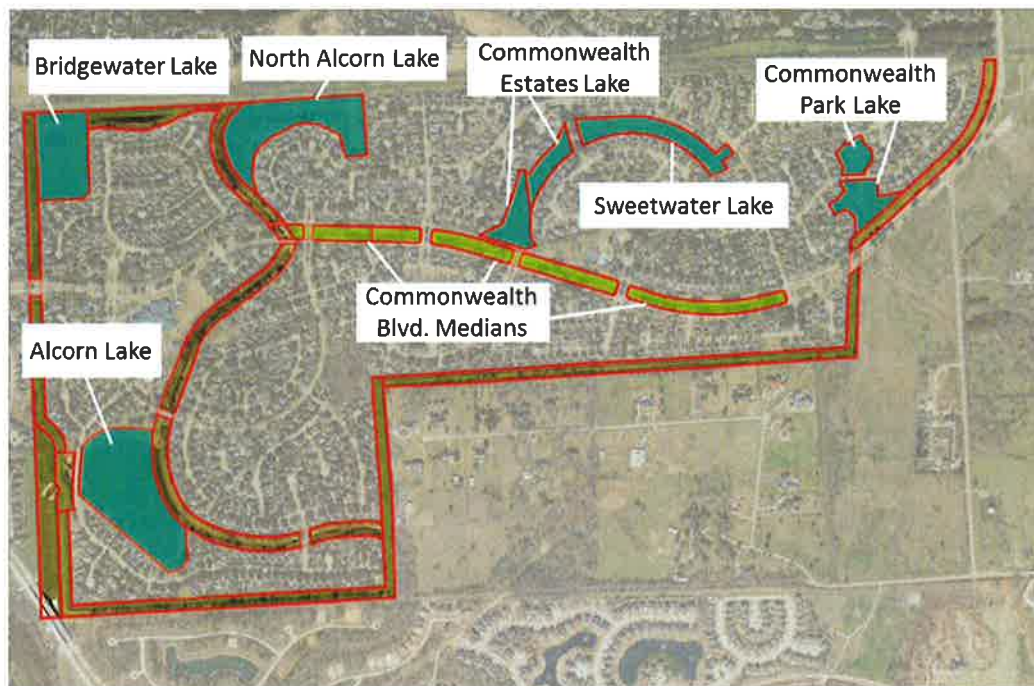 Bridgewater Lake
North Alcorn Lake
Commonwealth
Estates Lake
Commonwealth
Park Lake
Sweetwater Lake
Commonwealth
Blvd. Medians
Alcorn Lake